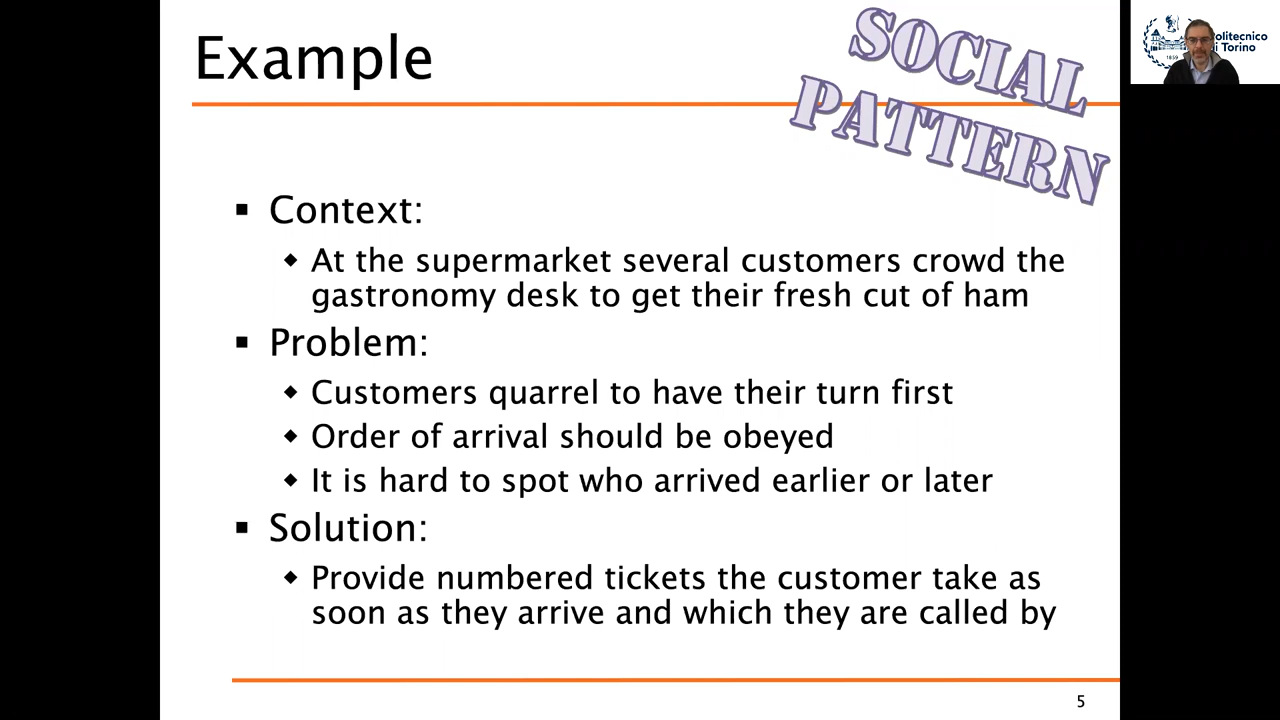 Example
SOCIAL
PATTERN
Context:
At the supermarket several customers crowd the
gastronomy desk to get their fresh cut of ham
Problem:
Customers quarrel to have their turn first
Order of arrival should be obeyed
It is hard to spot who arrived earlier or later
Solution:
Provide numbered tickets the customer take as
soon as they arrive and which they are called by
5
olitecnico
i Torino
1859